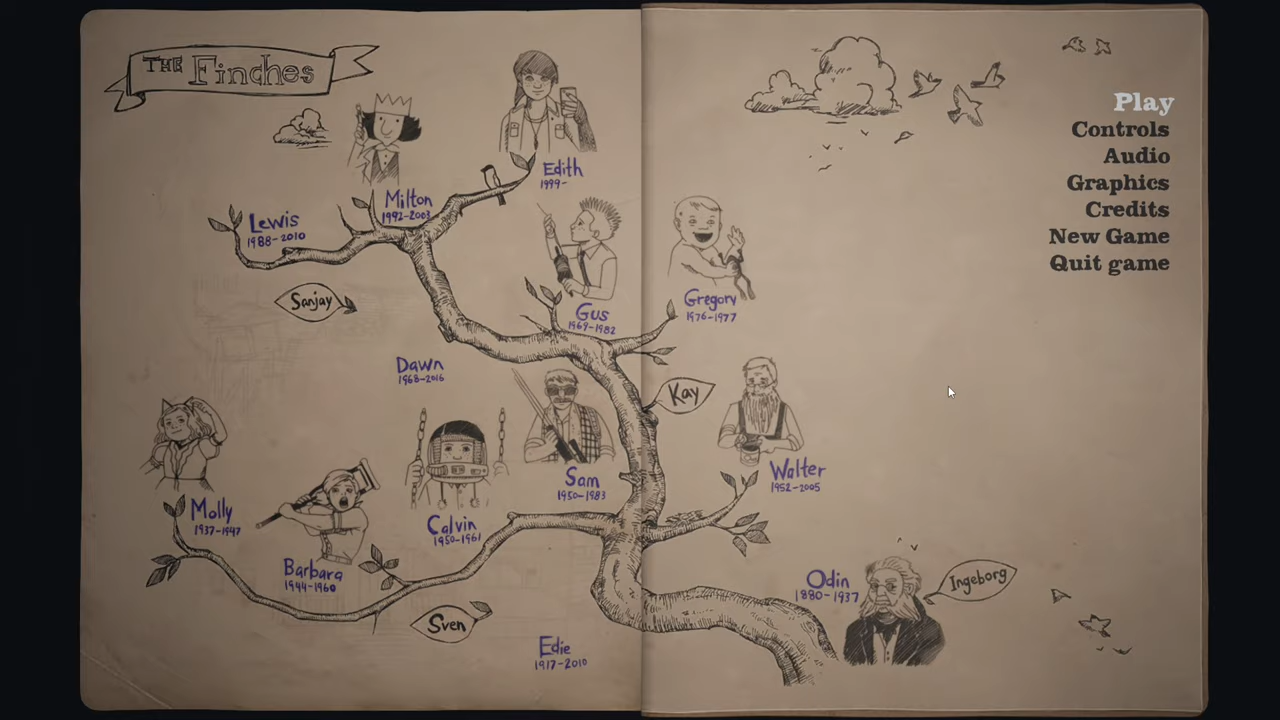 THE Finches
Edith
1999-
Milton
1992-2003
Lewis
1988-2010
Sanjay
Gus
1969-1982
Gregory
1976-1977
Dawn
1968-2016
Kay
Sam
1950-1983
Walter
1952-2005
Molly
1937-1947
Calvin
1950-1961
Barbara
1944-1960
Sven
Edie
1917-2010
Odin
1880-1937
Ingeborg
Play
Controls
Audio
Graphics
Credits
New Game
Quit game